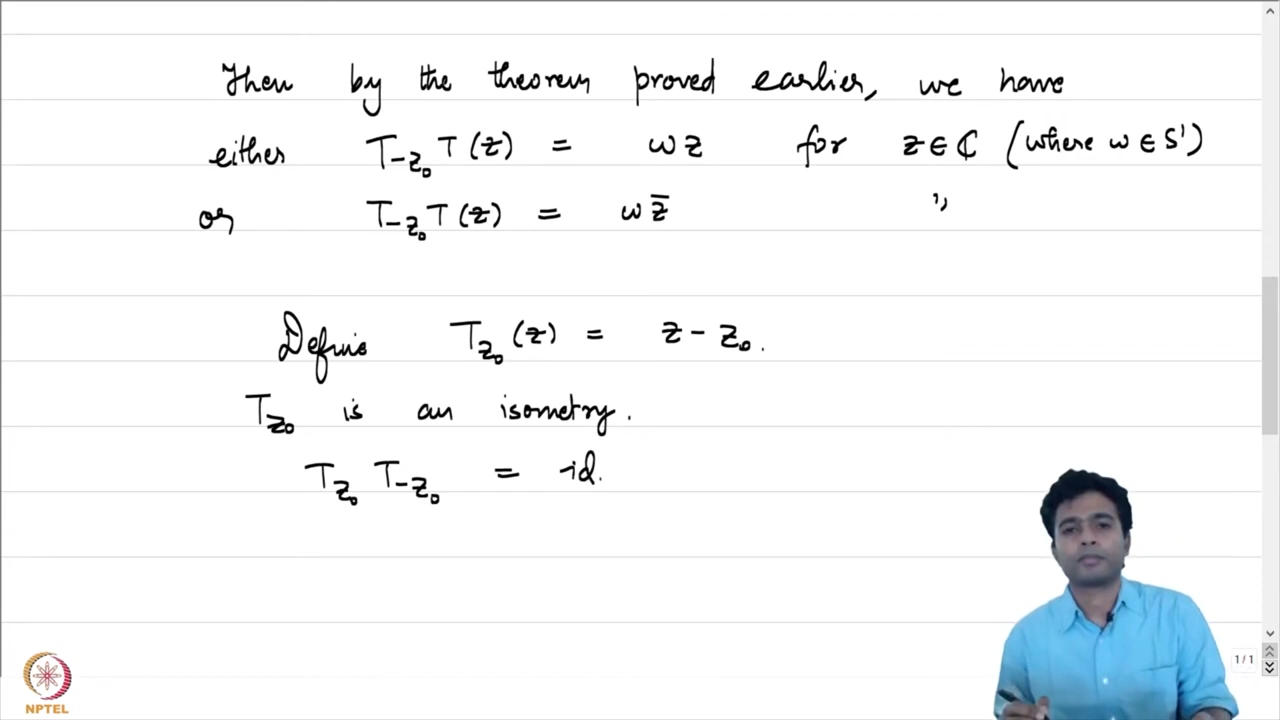 Then by the theorem proved earlier, we have
either T₋z₀ T(z) = ωz for z ∈ ℂ (where ω ∈ S¹)
or T₋z₀ T(z) = ωz̄ ",
Define Tz₀(z) = z - z₀.
Tz₀ is an isometry.
Tz₀ T₋z₀ = id.
1/1
NPTEL